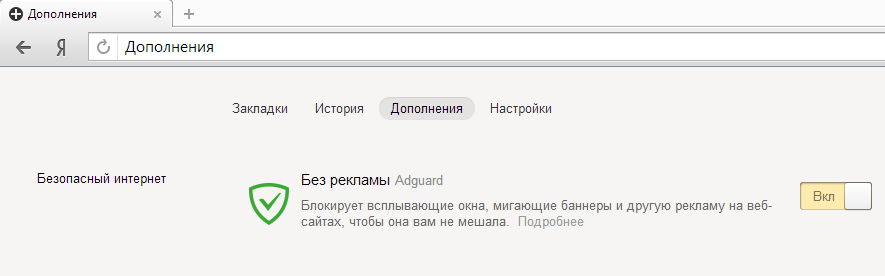 Дополнения
Я
Дополнения
Закладки История Дополнения Настройки
Безопасный интернет
Без рекламы Adguard
Блокирует всплывающие окна, мигающие баннеры и другую рекламу на веб-
сайтах, чтобы она вам не мешала. Подробнее
Вкл